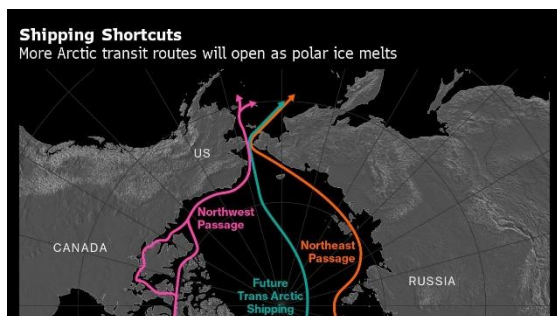 Shipping Shortcuts
More Arctic transit routes will open as polar ice melts
US
Northwest
Passage
CANADA
Northeast
Passage
RUSSIA
Future
Trans Arctic
Shipping